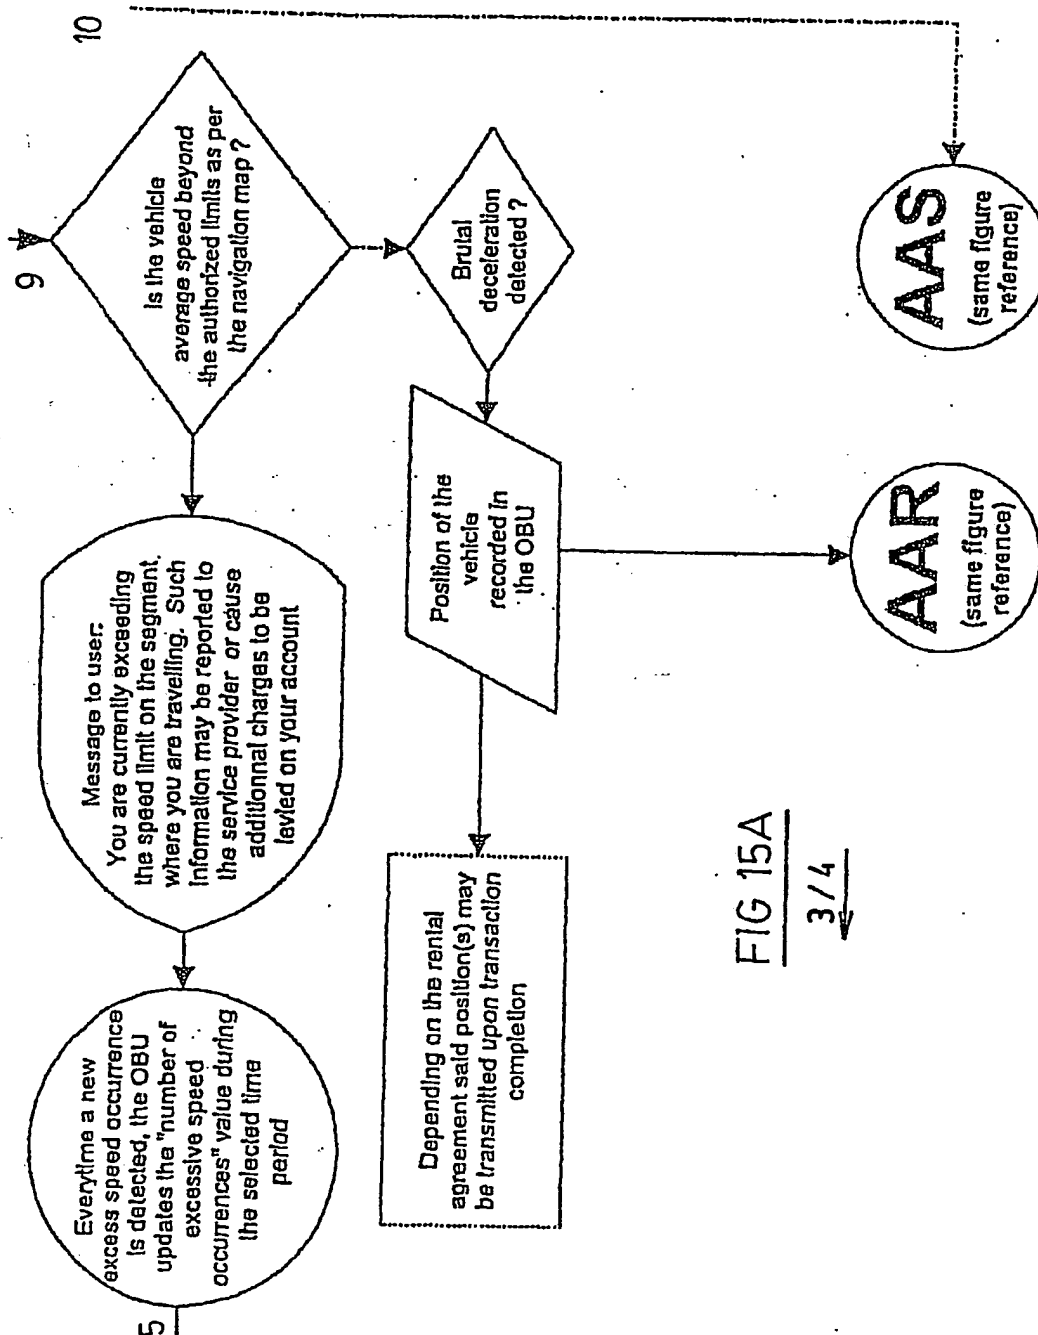 9
10
Is the vehicle
average speed beyond
the authorized limits as per
the navigation map ?
Message to user:
You are currently exceeding
the speed limit on the segment.
where you are travelling. Such
information may be reported to
the service provider or cause
additionnal charges to be
levied on your account
Everytime a new
excess speed occurrence
is detected, the OBU
updates the "number of
excessive speed
occurrences" value during
the selected time
period
5
Brutal
deceleration
detected ?
Position of the
vehicle
recorded in
the OBU
Depending on the rental
agreement said position(s) may
be transmitted upon transaction
completion
AAS
(same figure
reference)
AAR
(same figure
reference)
FIG 15A
3/4